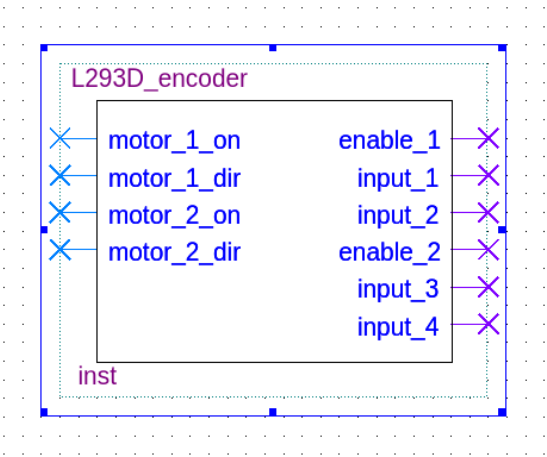 L293D_encoder
motor_1_on enable_1
motor_1_dir input_1
motor_2_on input_2
motor_2_dir enable_2
input_3
input_4
inst